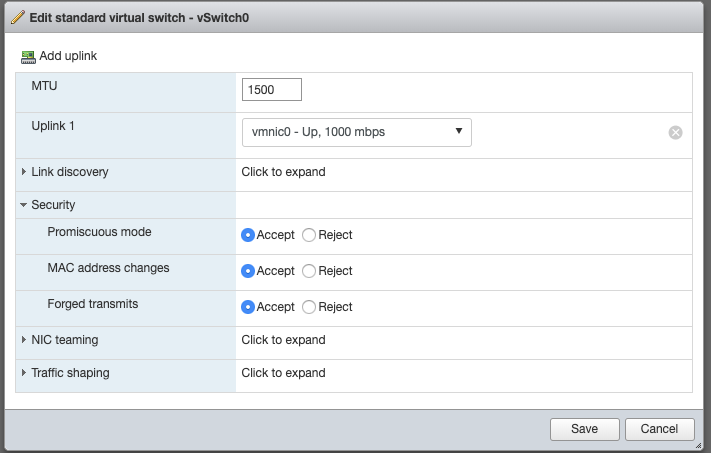 Edit standard virtual switch - vSwitch0
Add uplink
MTU 1500
Uplink 1 vmnic0 - Up, 1000 mbps
Link discovery Click to expand
Security
Promiscuous mode Accept Reject
MAC address changes Accept Reject
Forged transmits Accept Reject
NIC teaming Click to expand
Traffic shaping Click to expand
Save Cancel